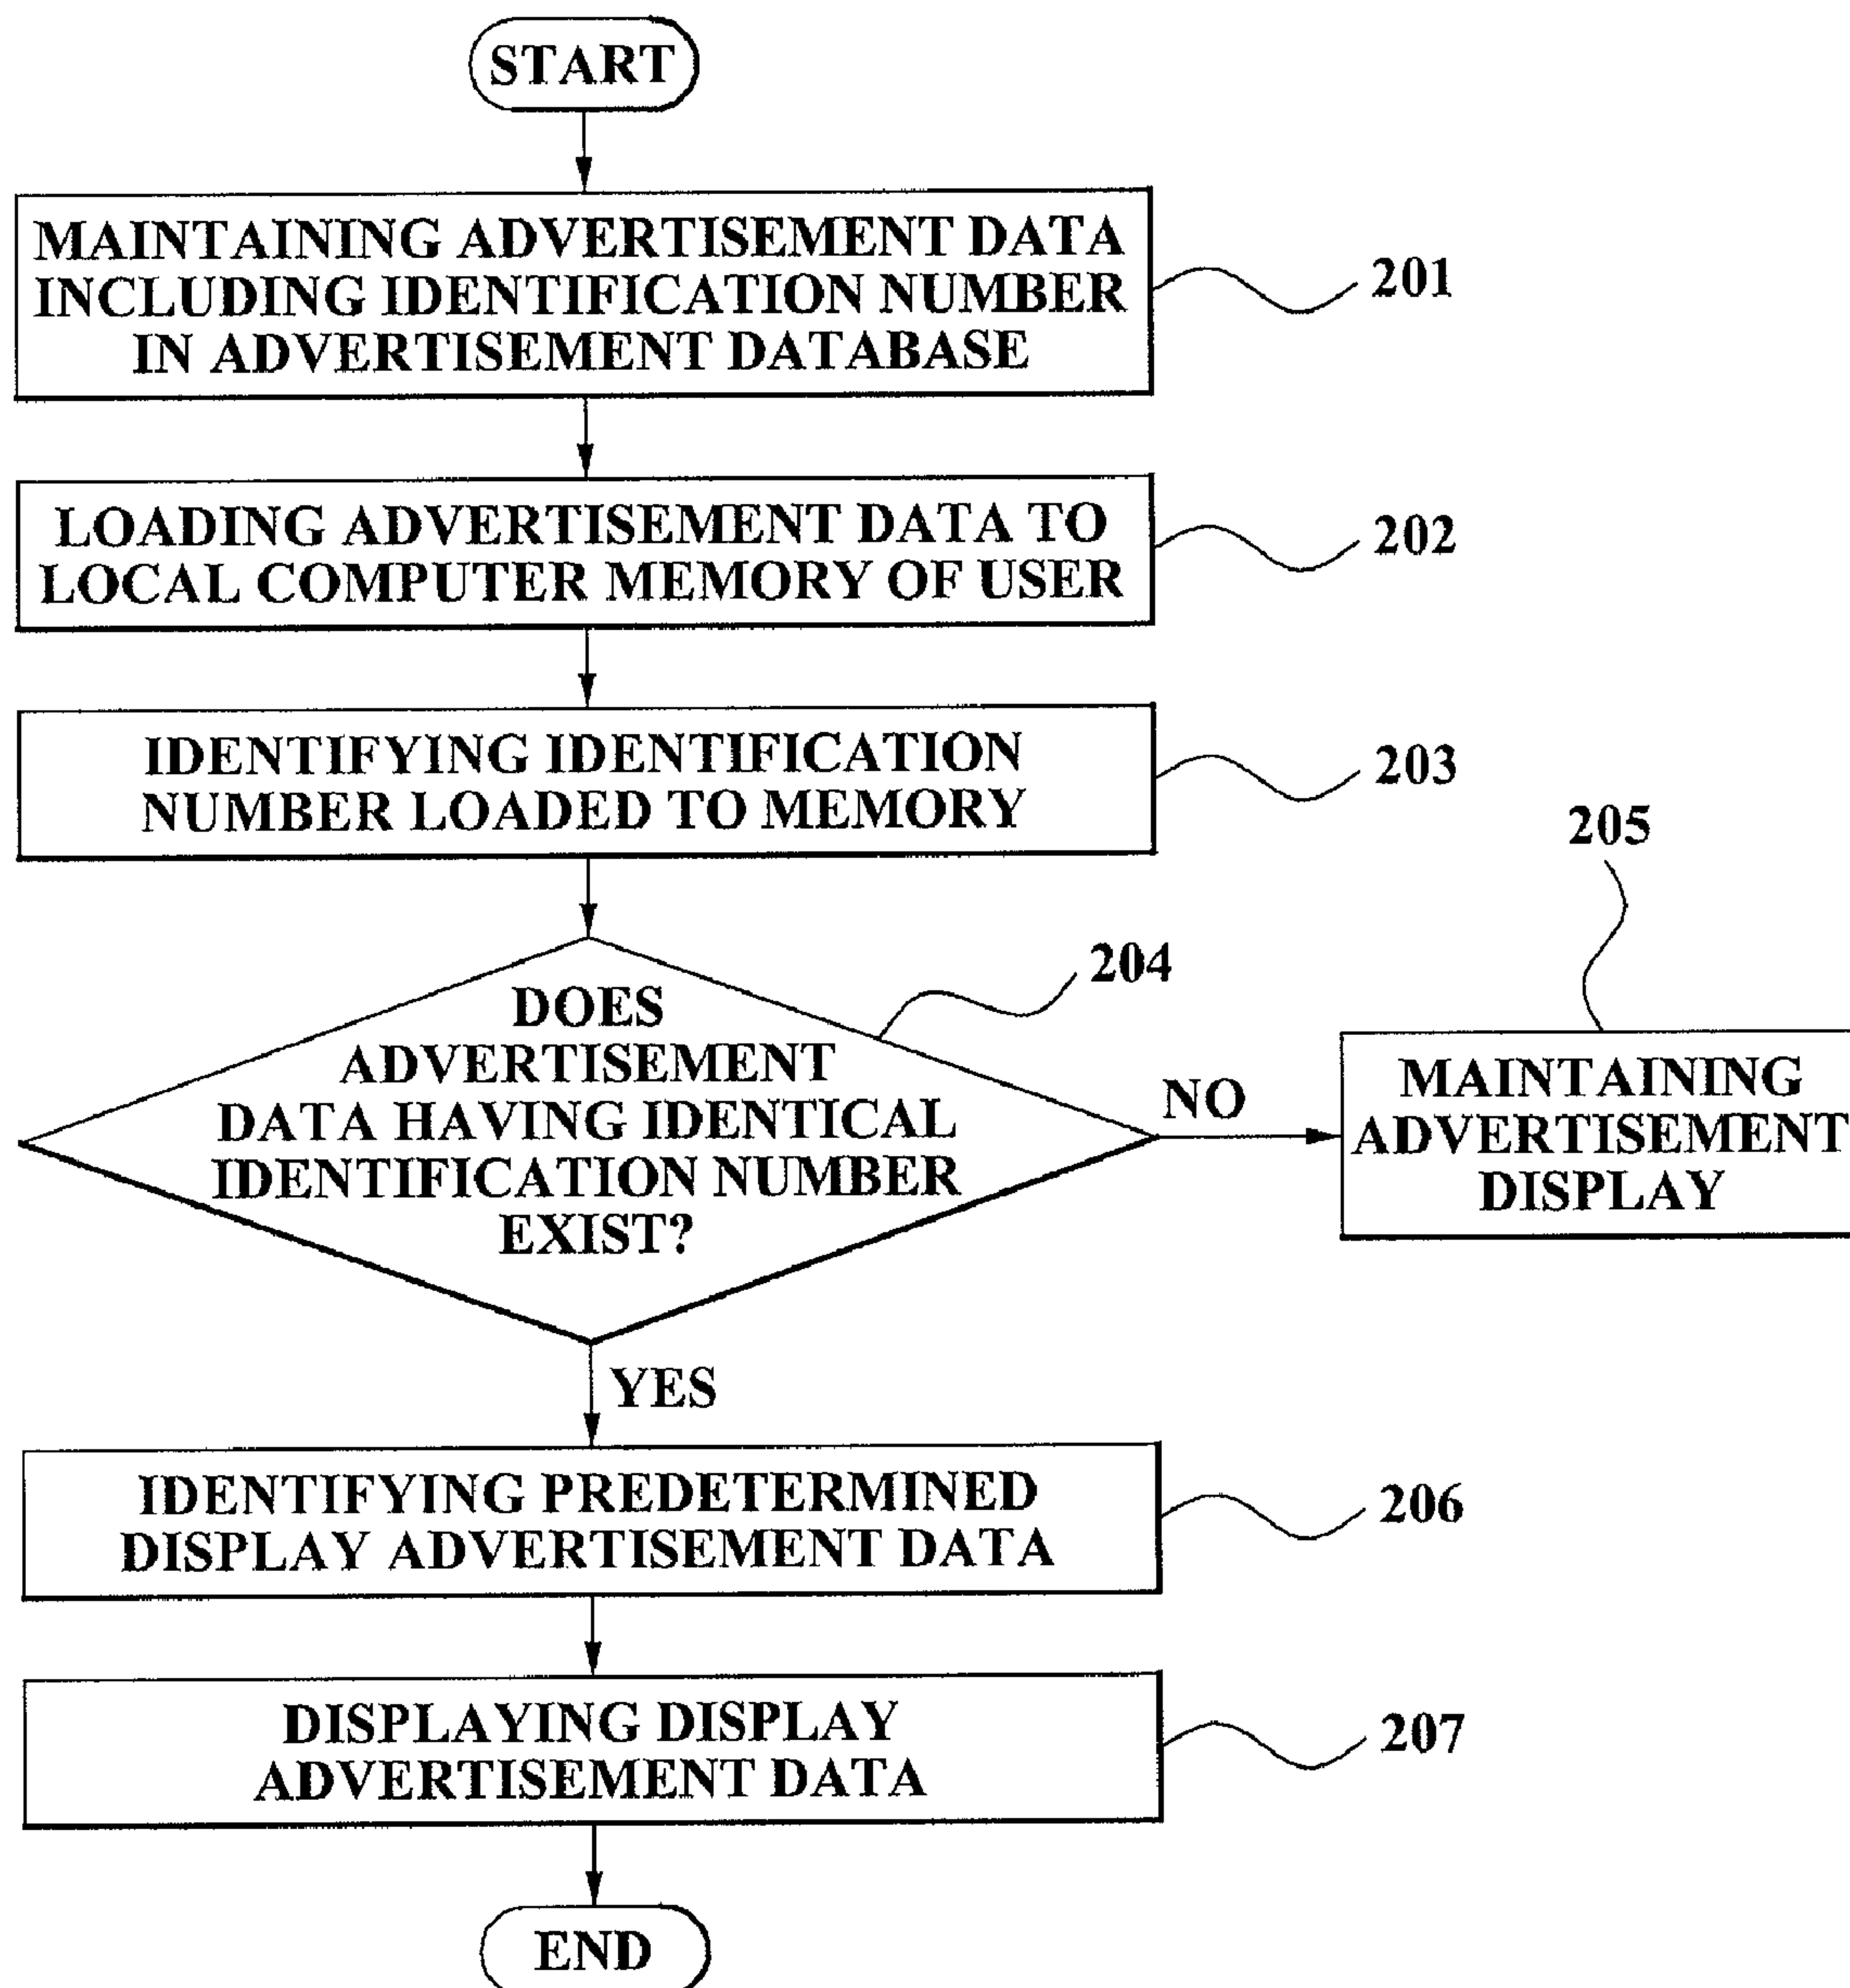 START
MAINTAINING ADVERTISEMENT DATA
INCLUDING IDENTIFICATION NUMBER
IN ADVERTISEMENT DATABASE
201
LOADING ADVERTISEMENT DATA TO
LOCAL COMPUTER MEMORY OF USER
202
IDENTIFYING IDENTIFICATION
NUMBER LOADED TO MEMORY
203
DOES
ADVERTISEMENT
DATA HAVING IDENTICAL
IDENTIFICATION NUMBER
EXIST?
204
NO
205
MAINTAINING
ADVERTISEMENT
DISPLAY
YES
IDENTIFYING PREDETERMINED
DISPLAY ADVERTISEMENT DATA
206
DISPLAYING DISPLAY
ADVERTISEMENT DATA
207
END